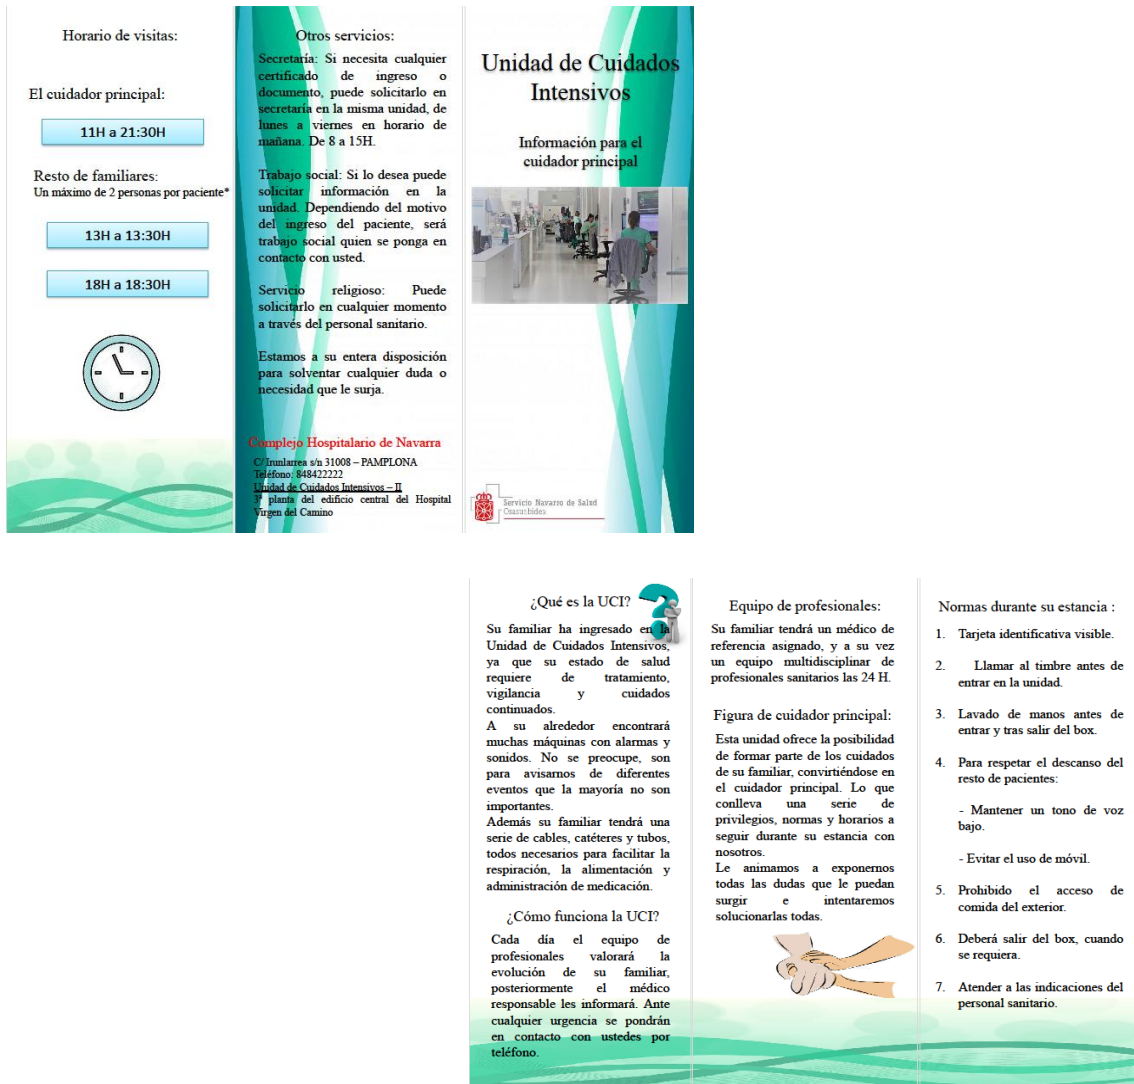 Horario de visitas:
El cuidador principal:
11H a 21:30H
Resto de familiares:
Un máximo de 2 personas por paciente*
13H a 13:30H
18H a 18:30H
Otros servicios:
Secretaría: Si necesita cualquier
certificado de ingreso o
documento, puede solicitarlo en
secretaría en la misma unidad, de
lunes a viernes en horario de
mañana. De 8 a 15H.
Trabajo social: Si lo desea puede
solicitar información en la
unidad. Dependiendo del motivo
del ingreso del paciente, será
trabajo social quien se ponga en
contacto con usted.
Servicio religioso: Puede
solicitarlo en cualquier momento
a través del personal sanitario.
Estamos a su entera disposición
para solventar cualquier duda o
necesidad que le surja.
Complejo Hospitalario de Navarra
C/ Irunlarrea s/n 31008 – PAMPLONA
Teléfono: 848422222
Unidad de Cuidados Intensivos – II
3ª planta del edificio central del Hospital
Virgen del Camino
Unidad de Cuidados
Intensivos
Información para el
cuidador principal
Servicio Navarro de Salud
Osasunbidea
¿Qué es la UCI?
Su familiar ha ingresado en la
Unidad de Cuidados Intensivos,
ya que su estado de salud
requiere de tratamiento,
vigilancia y cuidados
continuados.
A su alrededor encontrará
muchas máquinas con alarmas y
sonidos. No se preocupe, son
para avisarnos de diferentes
eventos que la mayoría no son
importantes.
Además su familiar tendrá una
serie de cables, catéteres y tubos,
todos necesarios para facilitar la
respiración, la alimentación y
administración de medicación.
¿Cómo funciona la UCI?
Cada día el equipo de
profesionales valorará la
evolución de su familiar,
posteriormente el médico
responsable les informará. Ante
cualquier urgencia se pondrán
en contacto con ustedes por
teléfono.
Equipo de profesionales:
Su familiar tendrá un médico de
referencia asignado, y a su vez
un equipo multidisciplinar de
profesionales sanitarios las 24 H.
Figura de cuidador principal:
Esta unidad ofrece la posibilidad
de formar parte de los cuidados
de su familiar, convirtiéndose en
el cuidador principal. Lo que
conlleva una serie de
privilegios, normas y horarios a
seguir durante su estancia con
nosotros.
Le animamos a exponernos
todas las dudas que le puedan
surgir e intentaremos
solucionarlas todas.
Normas durante su estancia :
1. Tarjeta identificativa visible.
2. Llamar al timbre antes de
entrar en la unidad.
3. Lavado de manos antes de
entrar y tras salir del box.
4. Para respetar el descanso del
resto de pacientes:
- Mantener un tono de voz
bajo.
- Evitar el uso de móvil.
5. Prohibido el acceso de
comida del exterior.
6. Deberá salir del box, cuando
se requiera.
7. Atender a las indicaciones del
personal sanitario.